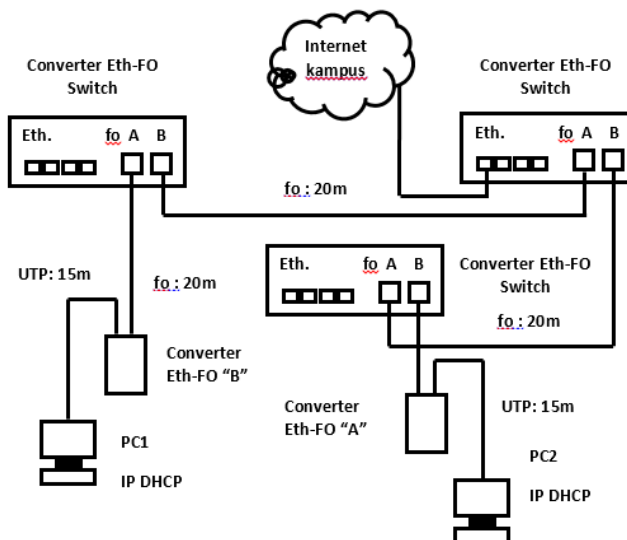 Internet
kampus
Converter Eth-FO
Switch
Converter Eth-FO
Switch
Eth. fo A B
Eth. fo A B
fo : 20m
Eth. fo A B
Converter Eth-FO
Switch
UTP: 15m
fo : 20m
fo : 20m
Converter
Eth-FO “B”
Converter
Eth-FO “A”
UTP: 15m
PC1
IP DHCP
PC2
IP DHCP